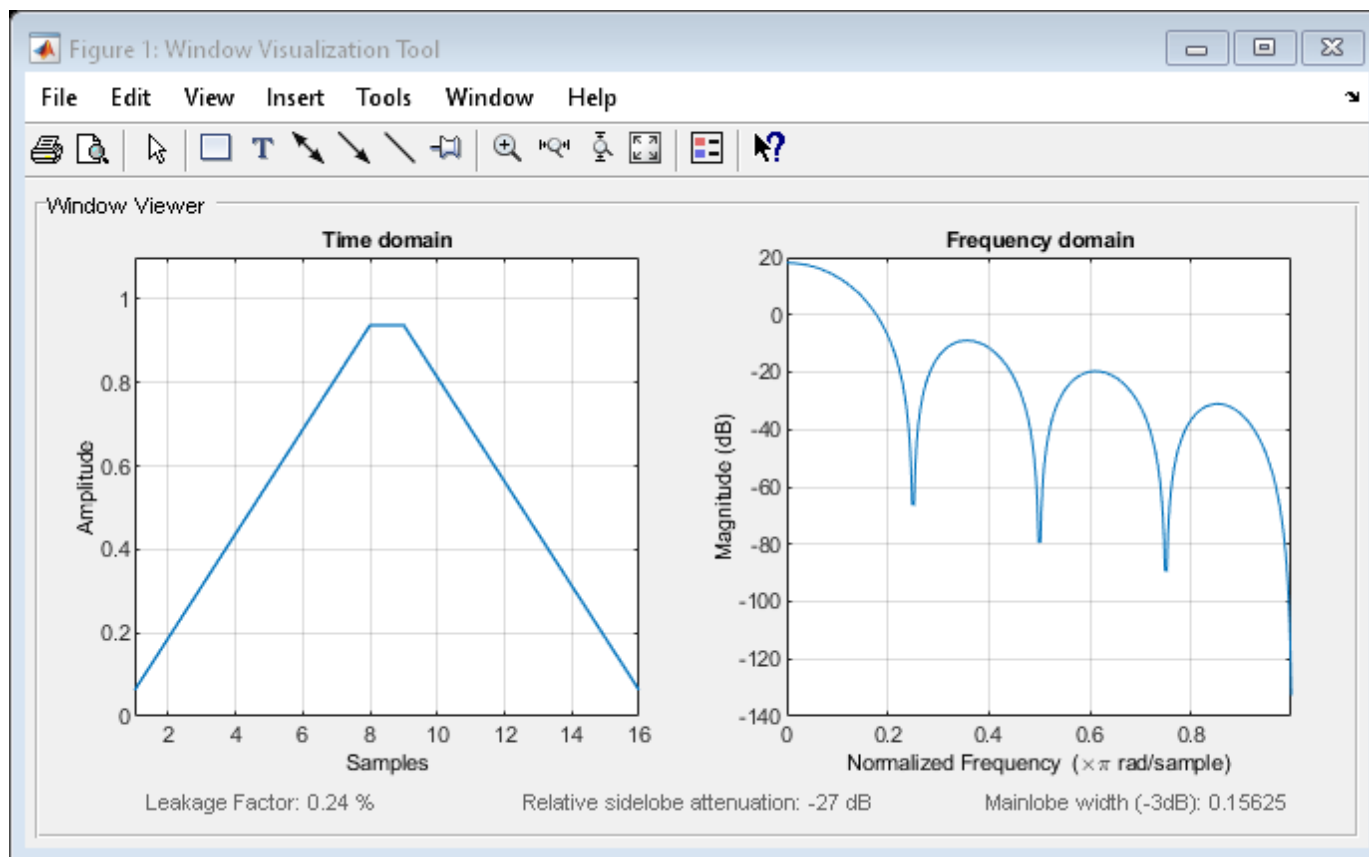 Figure 1: Window Visualization Tool
File Edit View Insert Tools Window Help
T
?
Window Viewer
Time domain
1
0.8
0.6
0.4
0.2
0
Amplitude
2 4 6 8 10 12 14 16
Samples
Frequency domain
20
0
-20
-40
-60
-80
-100
-120
-140
Magnitude (dB)
0 0.2 0.4 0.6 0.8
Normalized Frequency (×π rad/sample)
Leakage Factor: 0.24 %
Relative sidelobe attenuation: -27 dB
Mainlobe width (-3dB): 0.15625